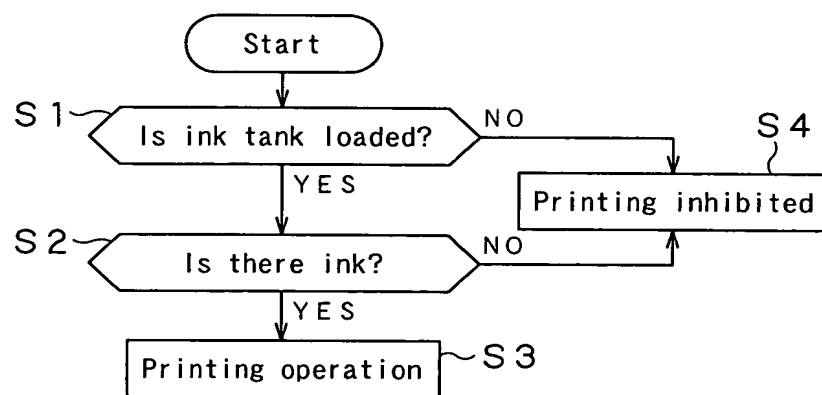 Start
S1
Is ink tank loaded?
NO
S4
YES
Printing inhibited
S2
Is there ink?
NO
YES
S3
Printing operation